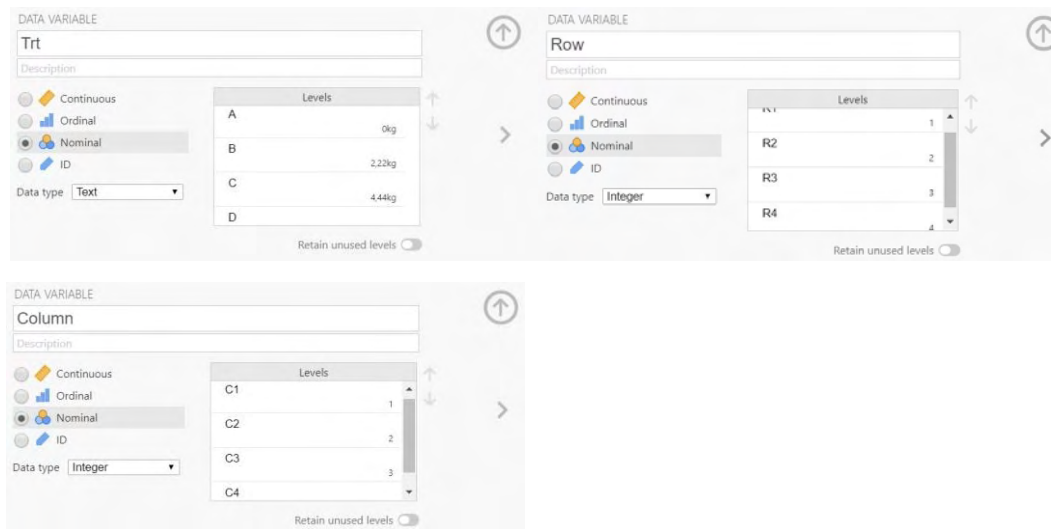 DATA VARIABLE
Trt
Description
Continuous
Ordinal
Nominal
ID
Data type Text
Levels
A
0kg
B
2,22kg
C
4,44kg
D
Retain unused levels
DATA VARIABLE
Row
Description
Continuous
Ordinal
Nominal
ID
Data type Integer
Levels
R1
1
R2
2
R3
3
R4
4
Retain unused levels
DATA VARIABLE
Column
Description
Continuous
Ordinal
Nominal
ID
Data type Integer
Levels
C1
1
C2
2
C3
3
C4
Retain unused levels